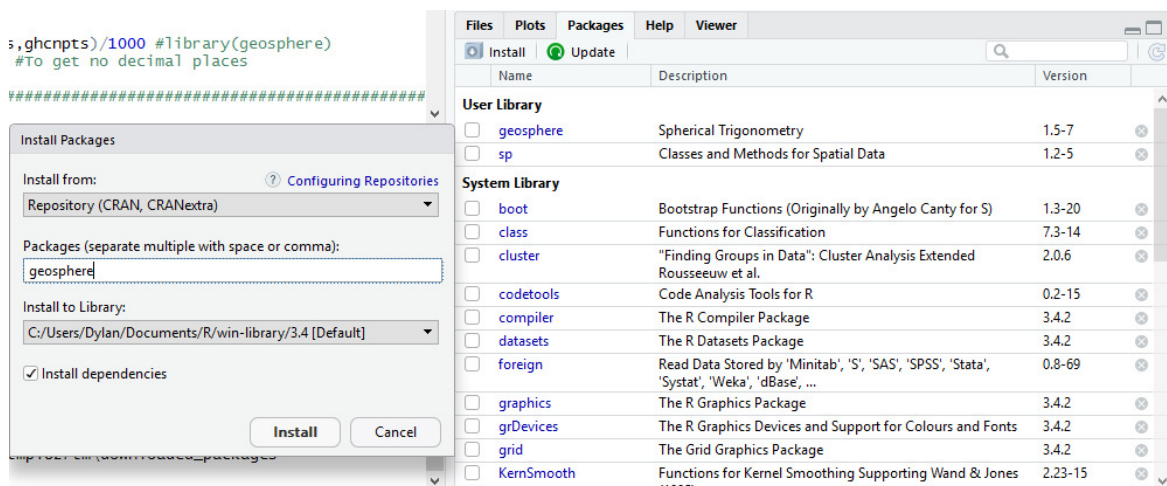 s,ghcnpts)/1000 #library(geosphere)
#To get no decimal places
################################################
Install Packages
Install from:
? Configuring Repositories
Repository (CRAN, CRANextra)
Packages (separate multiple with space or comma):
geosphere
Install to Library:
C:/Users/Dylan/Documents/R/win-library/3.4 [Default]
Install dependencies
Install Cancel
Files Plots Packages Help Viewer
Install Update
Name Description Version
User Library
geosphere Spherical Trigonometry 1.5-7
sp Classes and Methods for Spatial Data 1.2-5
System Library
boot Bootstrap Functions (Originally by Angelo Canty for S) 1.3-20
class Functions for Classification 7.3-14
cluster "Finding Groups in Data": Cluster Analysis Extended 2.0.6
Rousseeuw et al.
codetools Code Analysis Tools for R 0.2-15
compiler The R Compiler Package 3.4.2
datasets The R Datasets Package 3.4.2
foreign Read Data Stored by 'Minitab', 'S', 'SAS', 'SPSS', 'Stata', 0.8-69
'Systat', 'Weka', 'dBase', ...
graphics The R Graphics Package 3.4.2
grDevices The R Graphics Devices and Support for Colours and Fonts 3.4.2
grid The Grid Graphics Package 3.4.2
KernSmooth Functions for Kernel Smoothing Supporting Wand & Jones 2.23-15